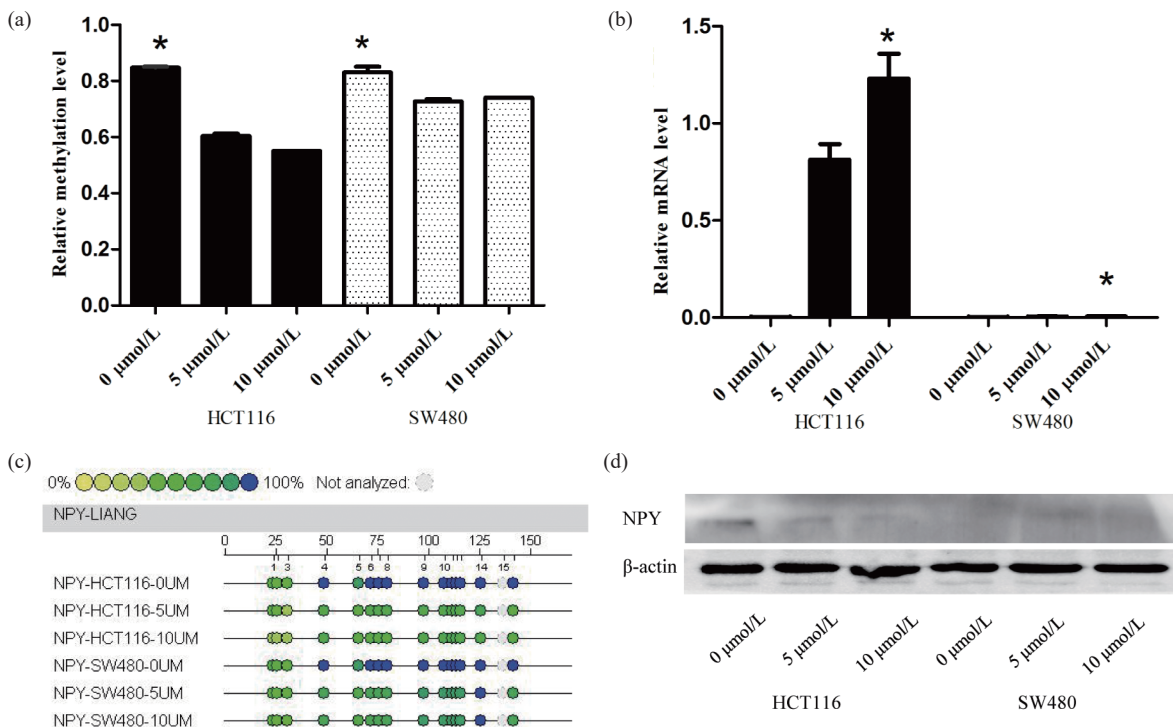 (a)
1.0
0.8
0.6
0.4
0.2
0.0
Relative methylation level
*
*
0 µmol/L
5 µmol/L
10 µmol/L
0 µmol/L
5 µmol/L
10 µmol/L
HCT116
SW480
(b)
1.5
1.0
0.5
0.0
Relative mRNA level
*
*
0 µmol/L
5 µmol/L
10 µmol/L
0 µmol/L
5 µmol/L
10 µmol/L
HCT116
SW480
(c)
0% 100% Not analyzed:
NPY-LIANG
0 25 50 75 100 125 150
1 3 4 5 6 8 9 10 14 15
NPY-HCT116-0UM
NPY-HCT116-5UM
NPY-HCT116-10UM
NPY-SW480-0UM
NPY-SW480-5UM
NPY-SW480-10UM
(d)
NPY
β-actin
0 µmol/L
5 µmol/L
10 µmol/L
0 µmol/L
5 µmol/L
10 µmol/L
HCT116
SW480